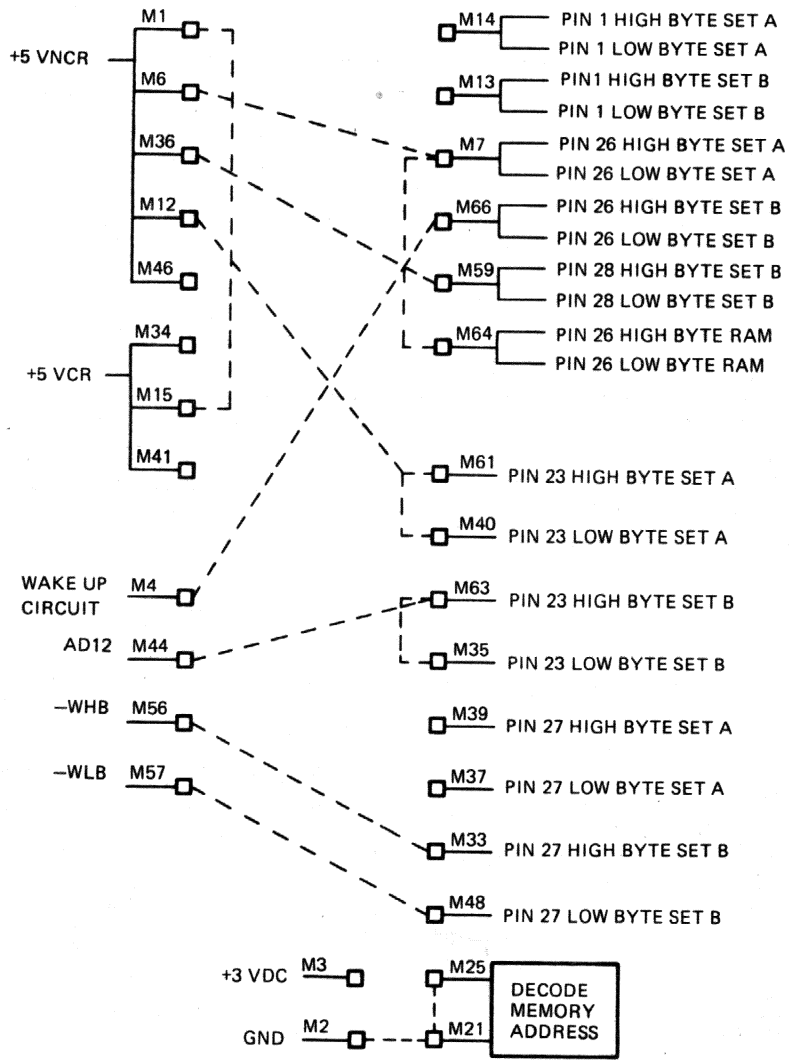 M1
+5 VNCR
M6
M36
M12
M46
M34
+5 VCR
M15
M41
WAKE UP
CIRCUIT
M4
AD12
M44
–WHB
M56
–WLB
M57
M14
PIN 1 HIGH BYTE SET A
PIN 1 LOW BYTE SET A
M13
PIN1 HIGH BYTE SET B
PIN 1 LOW BYTE SET B
M7
PIN 26 HIGH BYTE SET A
PIN 26 LOW BYTE SET A
M66
PIN 26 HIGH BYTE SET B
PIN 26 LOW BYTE SET B
M59
PIN 28 HIGH BYTE SET B
PIN 28 LOW BYTE SET B
M64
PIN 26 HIGH BYTE RAM
PIN 26 LOW BYTE RAM
M61
PIN 23 HIGH BYTE SET A
M40
PIN 23 LOW BYTE SET A
M63
PIN 23 HIGH BYTE SET B
M35
PIN 23 LOW BYTE SET B
M39
PIN 27 HIGH BYTE SET A
M37
PIN 27 LOW BYTE SET A
M33
PIN 27 HIGH BYTE SET B
M48
PIN 27 LOW BYTE SET B
+3 VDC
M3
M25
GND
M2
M21
DECODE
MEMORY
ADDRESS